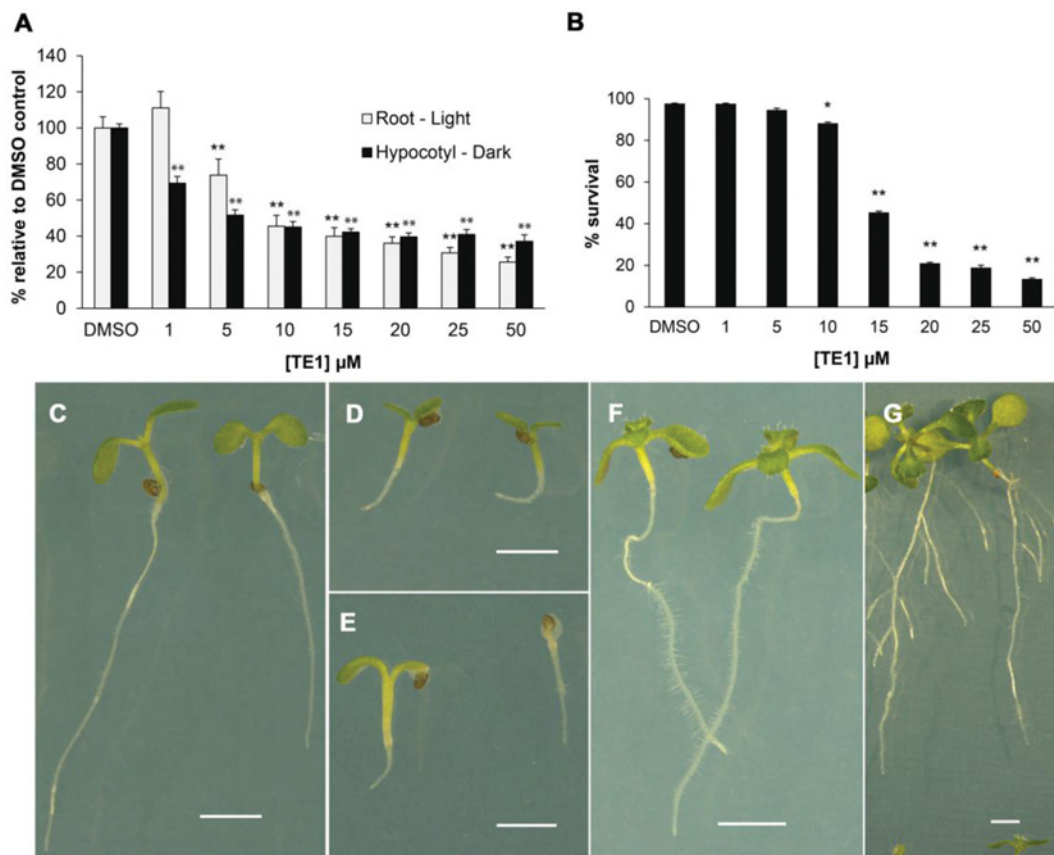 A
% relative to DMSO control
140
120
100
80
60
40
20
0
Root - Light
Hypocotyl - Dark
** ** ** ** ** ** ** ** ** ** ** ** **
DMSO 1 5 10 15 20 25 50
[TE1] µM
B
% survival
100
80
60
40
20
0
* ** ** ** **
DMSO 1 5 10 15 20 25 50
[TE1] µM
C
D
E
F
G